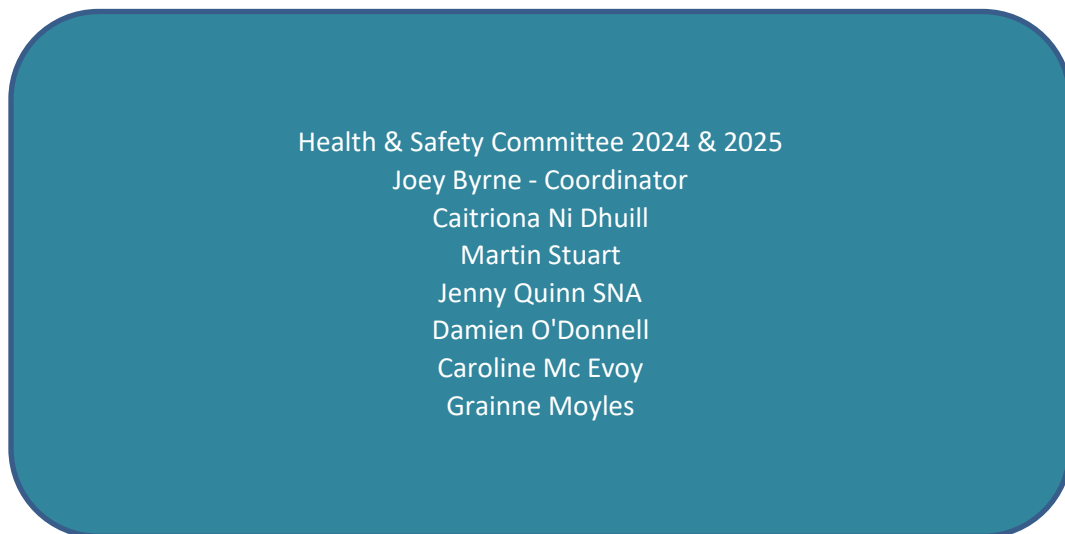 Health & Safety Committee 2024 & 2025
Joey Byrne - Coordinator
Caitriona Ni Dhuill
Martin Stuart
Jenny Quinn SNA
Damien O'Donnell
Caroline Mc Evoy
Grainne Moyles